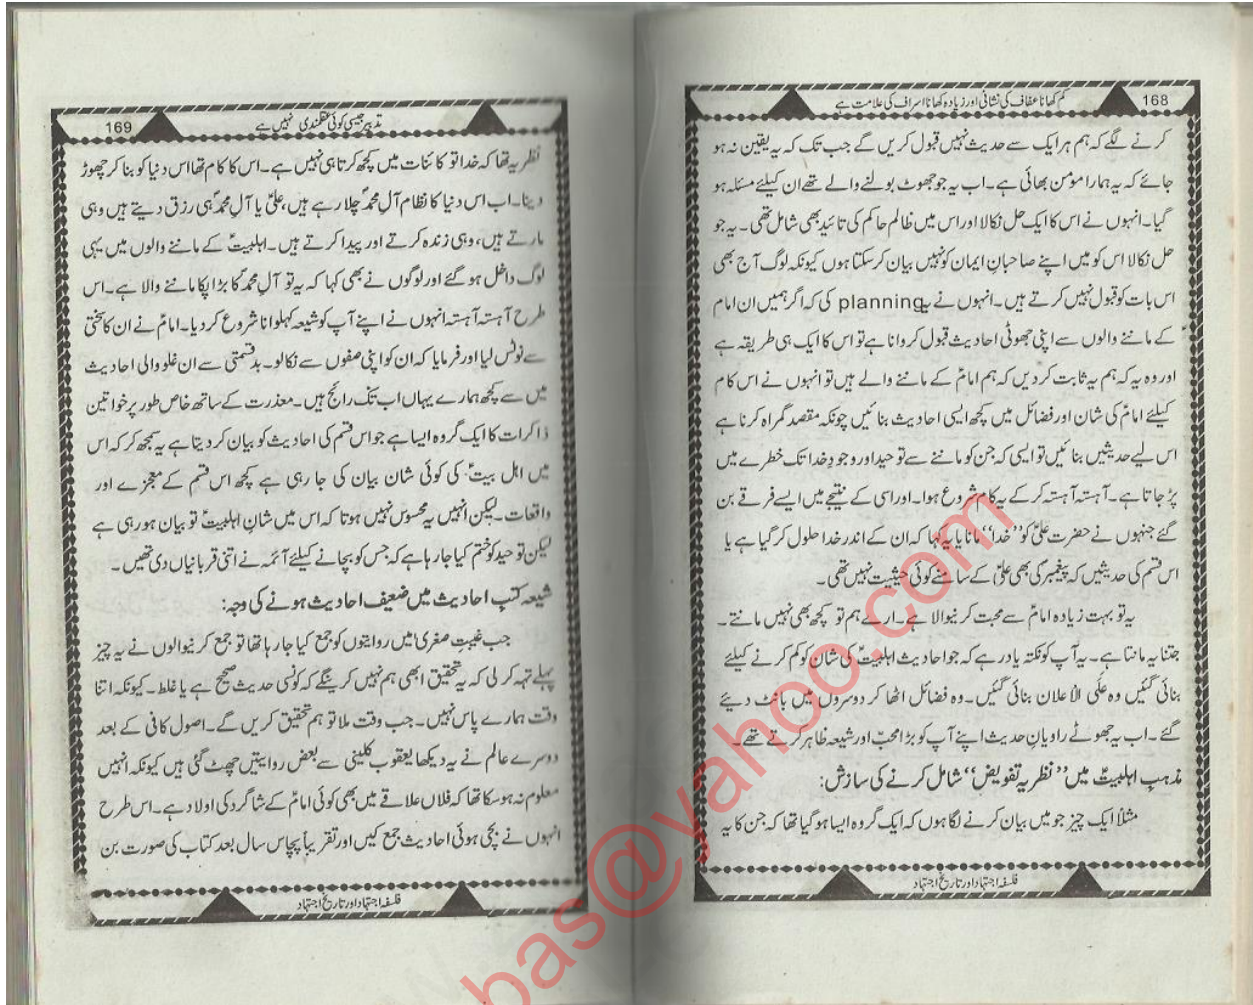 168
کم کھانا عفاف کی نشانی اور زیادہ کھانا اسراف کی علامت ہے
کرنے لگے کہ ہم ہر ایک سے حدیث نہیں قبول کریں گے جب تک کہ یہ یقین نہ ہو
جائے کہ یہ ہمارا مومن بھائی ہے۔ اب یہ جو جھوٹ بولنے والے تھے ان کیلئے مسئلہ ہو
گیا۔ انہوں نے اس کا ایک حل نکالا اور اس میں ظالم حاکم کی تائید بھی شامل تھی۔ یہ جو
حل نکالا اس کو میں اپنے صاحبانِ ایمان کو نہیں بیان کر سکتا ہوں کیونکہ لوگ آج بھی
اس بات کو قبول نہیں کرتے ہیں۔ انہوں نے یہ planning کی کہ اگر ہمیں ان امام
ؑ کے ماننے والوں سے اپنی جھوٹی احادیث قبول کروانا ہے تو اس کا ایک ہی طریقہ ہے
اور وہ یہ کہ ہم یہ ثابت کر دیں کہ ہم امامؑ کے ماننے والے ہیں تو انہوں نے اس کام
کیلئے امامؑ کی شان اور فضائل میں کچھ ایسی احادیث بنائیں چونکہ مقصد گمراہ کرنا ہے
اس لیے حدیثیں بنائیں تو ایسی کہ جن کو ماننے سے توحید اور وجودِ خدا تک خطرے میں
پڑ جاتا ہے۔ آہستہ آہستہ کر کے یہ کام شروع ہوا۔ اور اسی کے نتیجے میں ایسے فرقے بن
گئے جنہوں نے حضرت علیؑ کو ’’خدا‘‘ مانا یا یہ کہا کہ ان کے اندر خدا حلول کر گیا ہے یا
اس قسم کی حدیثیں کہ پیغمبرؐ کی بھی علیؑ کے سامنے کوئی حیثیت نہیں تھی۔
یہ تو بہت زیادہ امامؑ سے محبت کرنیوالا ہے۔ ارے ہم تو کچھ بھی نہیں مانتے۔
جتنا یہ مانتا ہے۔ یہ آپ کو نکتہ یاد رہے کہ جو احادیث اہلبیتؑ کی شان کو کم کرنے کیلئے
بنائی گئیں وہ عَلَی الاعلان بنائی گئیں۔ وہ فضائل اٹھا کر دوسروں میں بانٹ دیئے
گئے۔ اب یہ جھوٹے راویانِ حدیث اپنے آپ کو بڑا محبّ اور شیعہ ظاہر کرتے تھے۔
مذہبِ اہلبیتؑ میں ’’نظریہ تفویض‘‘ شامل کرنے کی سازش:
مثلاً ایک چیز جو میں بیان کرنے لگا ہوں کہ ایک گروہ ایسا ہو گیا تھا کہ جن کا یہ
فلسفہ اجتہاد اور تاریخ اجتہاد
169
تدبیر جیسی کوئی عقلمندی نہیں ہے
نظریہ تھا کہ خدا تو کائنات میں کچھ کرتا ہی نہیں ہے۔ اس کا کام تھا اس دنیا کو بنا کر چھوڑ
دینا۔ اب اس دنیا کا نظام آلِ محمدؐ چلا رہے ہیں، علیؑ یا آلِ محمدؐ ہی رزق دیتے ہیں وہی
مارتے ہیں، وہی زندہ کرتے اور پیدا کرتے ہیں۔ اہلبیتؑ کے ماننے والوں میں یہی
لوگ داخل ہو گئے اور لوگوں نے بھی کہا کہ یہ تو آلِ محمدؐ کا بڑا پکا ماننے والا ہے۔ اس
طرح آہستہ آہستہ انہوں نے اپنے آپ کو شیعہ کہلوانا شروع کر دیا۔ امامؑ نے ان کا سختی
سے نوٹس لیا اور فرمایا کہ ان کو اپنی صفوں سے نکالو۔ بدقسمتی سے ان غلو والی احادیث
میں سے کچھ ہمارے یہاں اب تک رائج ہیں۔ معذرت کے ساتھ خاص طور پر خواتین
ذاکرات کا ایک گروہ ایسا ہے جو اس قسم کی احادیث کو بیان کر دیتا ہے یہ سمجھ کر کہ اس
میں اہل بیتؑ کی کوئی شان بیان کی جا رہی ہے کچھ اس قسم کے معجزے اور
واقعات۔ لیکن انہیں یہ محسوس نہیں ہوتا کہ اس میں شانِ اہلبیتؑ تو بیان ہو رہی ہے
لیکن توحید کو ختم کیا جا رہا ہے کہ جس کو بچانے کیلئے آئمہ نے اتنی قربانیاں دی تھیں۔
شیعہ کتبِ احادیث میں ضعیف احادیث ہونے کی وجہ:
جب غیبتِ صغریٰ میں روایتوں کو جمع کیا جا رہا تھا تو جمع کرنیوالوں نے یہ چیز
پہلے تہہ کر لی کہ یہ تحقیق ابھی ہم نہیں کرینگے کہ کونسی حدیث صحیح ہے یا غلط۔ کیونکہ اتنا
وقت ہمارے پاس نہیں۔ جب وقت ملا تو ہم تحقیق کریں گے۔ اصول کافی کے بعد
دوسرے عالم نے یہ دیکھا یعقوب کلینی سے بعض روایتیں چھٹ گئی ہیں کیونکہ انہیں
معلوم نہ ہوسکا تھا کہ فلاں علاقے میں بھی کوئی امامؑ کے شاگرد کی اولاد ہے۔ اس طرح
انہوں نے بچی ہوئی احادیث جمع کیں اور تقریباً پچاس سال بعد کتاب کی صورت بن
فلسفہ اجتہاد اور تاریخ اجتہاد
bas@yahoo.com